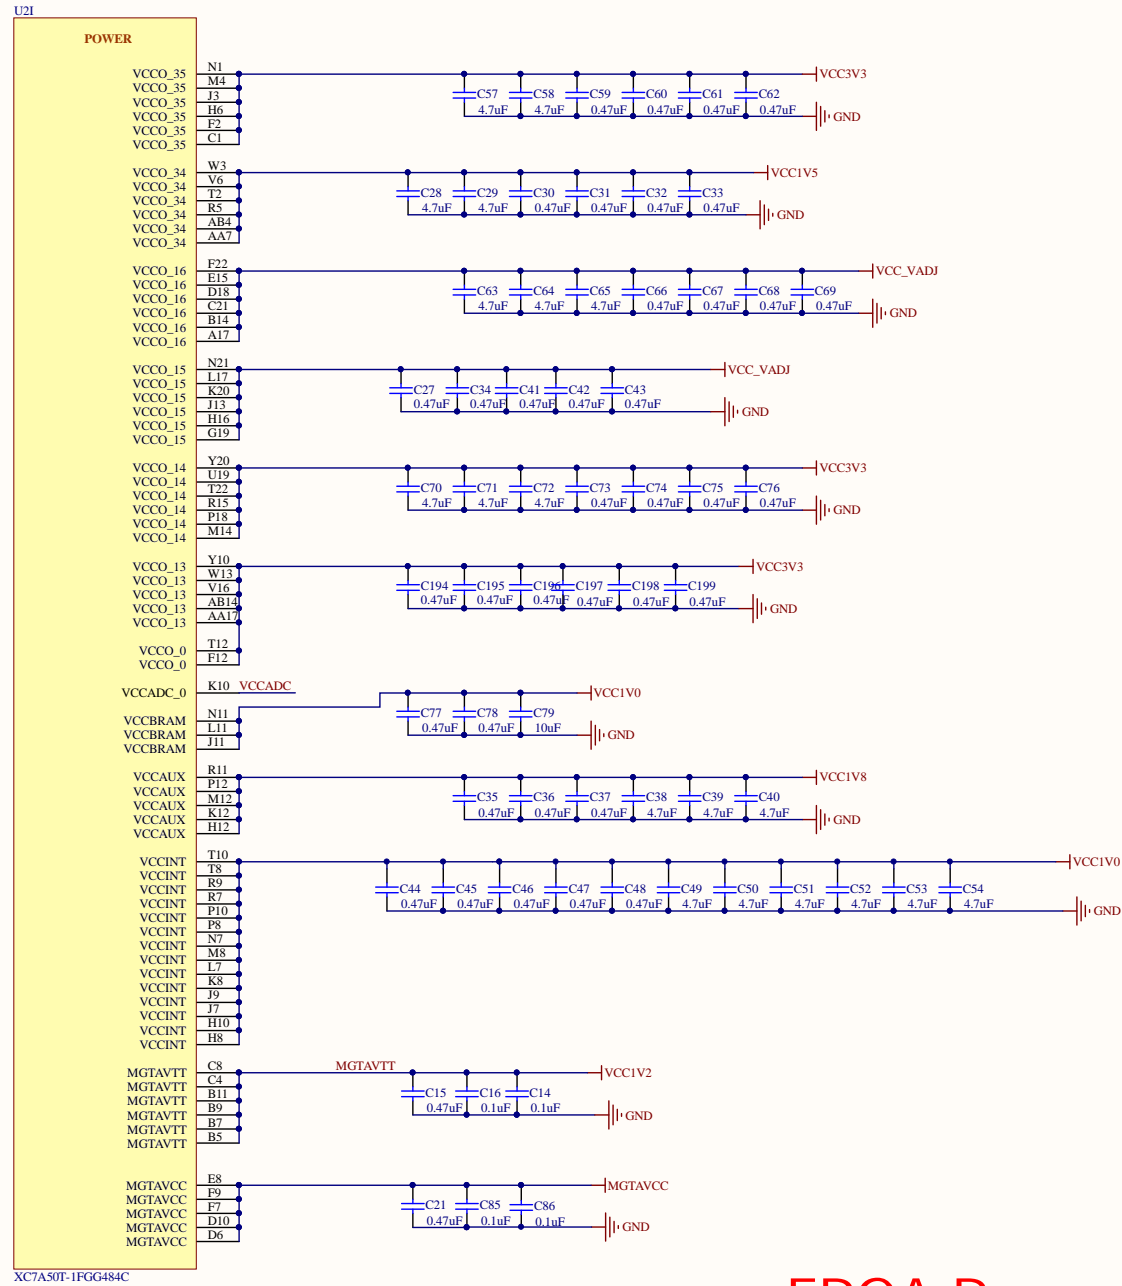 U2I
POWER
VCCO_35 N1 VCC3V3
VCCO_35 M4
VCCO_35 J3 C57 C58 C59 C60 C61 C62
VCCO_35 H6 4.7uF 4.7uF 0.47uF 0.47uF 0.47uF 0.47uF GND
VCCO_35 F2
VCCO_35 C1
VCCO_34 W3 VCC1V5
VCCO_34 V6
VCCO_34 T2 C28 C29 C30 C31 C32 C33
VCCO_34 R5 4.7uF 4.7uF 0.47uF 0.47uF 0.47uF 0.47uF GND
VCCO_34 AB4
VCCO_34 AA7
VCCO_16 F22 VCC_VADJ
VCCO_16 E15
VCCO_16 D18 C63 C64 C65 C66 C67 C68 C69
VCCO_16 C21 4.7uF 4.7uF 4.7uF 0.47uF 0.47uF 0.47uF 0.47uF GND
VCCO_16 B14
VCCO_16 A17
VCCO_15 N21 VCC_VADJ
VCCO_15 L17
VCCO_15 K20 C27 C34 C41 C42 C43
VCCO_15 J13 0.47uF 0.47uF 0.47uF 0.47uF 0.47uF GND
VCCO_15 H16
VCCO_15 G19
VCCO_14 Y20 VCC3V3
VCCO_14 U19
VCCO_14 T22 C70 C71 C72 C73 C74 C75 C76
VCCO_14 R15 4.7uF 4.7uF 4.7uF 0.47uF 0.47uF 0.47uF 0.47uF GND
VCCO_14 P18
VCCO_14 M14
VCCO_13 Y10 VCC3V3
VCCO_13 W13
VCCO_13 V16 C194 C195 C196 C197 C198 C199
VCCO_13 AB14 0.47uF 0.47uF 0.47uF 0.47uF 0.47uF 0.47uF GND
VCCO_13 AA17
VCCO_0 T12
VCCO_0 F12
VCCADC_0 K10 VCCADC VCC1V0
VCCBRAM N11 C77 C78 C79
VCCBRAM L11 0.47uF 0.47uF 10uF GND
VCCBRAM J11
VCCAUX R11 VCC1V8
VCCAUX P12
VCCAUX M12 C35 C36 C37 C38 C39 C40
VCCAUX K12 0.47uF 0.47uF 0.47uF 4.7uF 4.7uF 4.7uF GND
VCCAUX H12
VCCINT T10 VCC1V0
VCCINT T8
VCCINT R9 C44 C45 C46 C47 C48 C49 C50 C51 C52 C53 C54
VCCINT R7 0.47uF 0.47uF 0.47uF 0.47uF 0.47uF 4.7uF 4.7uF 4.7uF 4.7uF 4.7uF 4.7uF GND
VCCINT P10
VCCINT P8
VCCINT N7
VCCINT M8
VCCINT L7
VCCINT K8
VCCINT J9
VCCINT J7
VCCINT H10
VCCINT H8
MGTAVTT C8 MGTAVTT VCC1V2
MGTAVTT C4
MGTAVTT B11 C15 C16 C14
MGTAVTT B9 0.47uF 0.1uF 0.1uF GND
MGTAVTT B7
MGTAVTT B5
MGTAVCC E8 MGTAVCC
MGTAVCC F9
MGTAVCC F7 C21 C85 C86
MGTAVCC D10 0.47uF 0.1uF 0.1uF GND
MGTAVCC D6
XC7A50T-1FGG484C